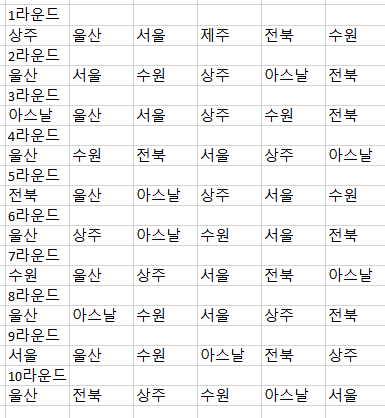 1라운드
상주 울산 서울 제주 전북 수원
2라운드
울산 서울 수원 상주 아스날 전북
3라운드
아스날 울산 서울 상주 수원 전북
4라운드
울산 수원 전북 서울 상주 아스날
5라운드
전북 울산 아스날 상주 서울 수원
6라운드
울산 상주 아스날 수원 서울 전북
7라운드
수원 울산 상주 서울 전북 아스날
8라운드
울산 아스날 수원 서울 상주 전북
9라운드
서울 울산 수원 아스날 전북 상주
10라운드
울산 전북 상주 수원 아스날 서울